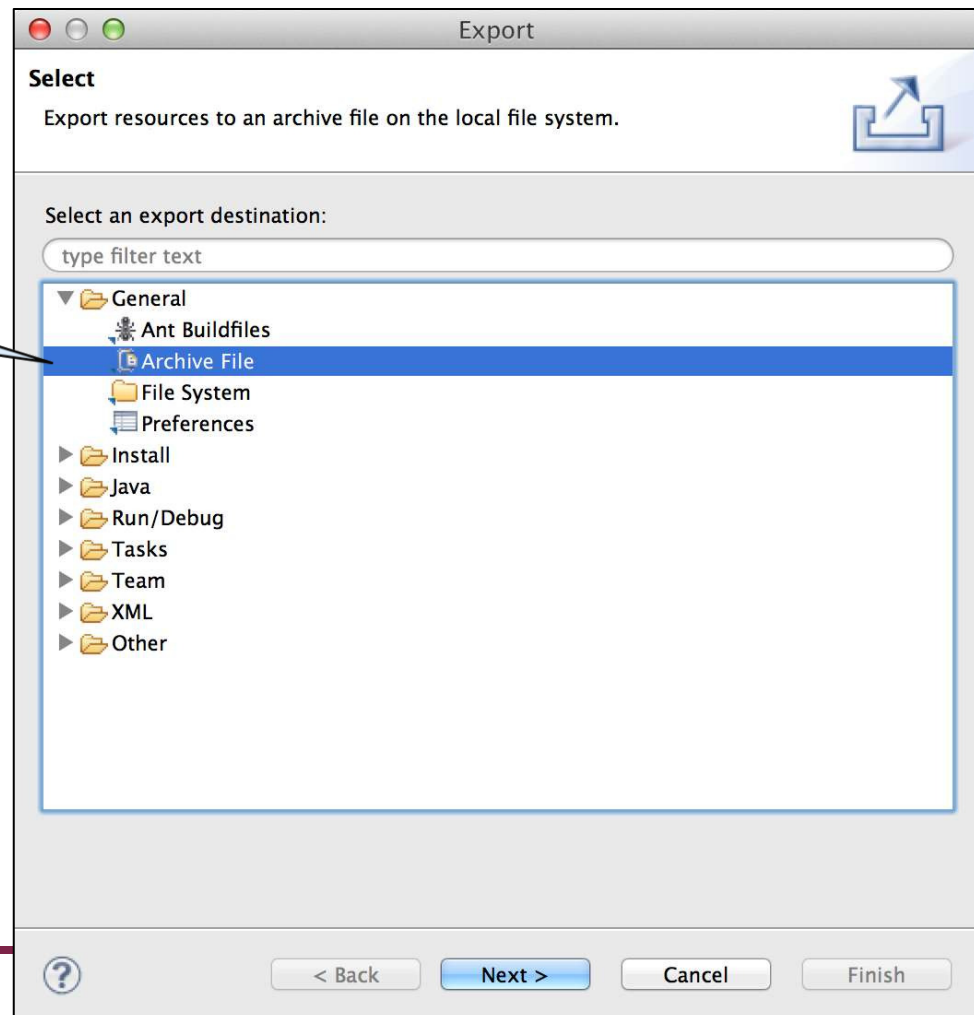 Export
Select
Export resources to an archive file on the local file system.
Select an export destination:
type filter text
General
Ant Buildfiles
Archive File
File System
Preferences
Install
Java
Run/Debug
Tasks
Team
XML
Other
?
< Back Next > Cancel Finish